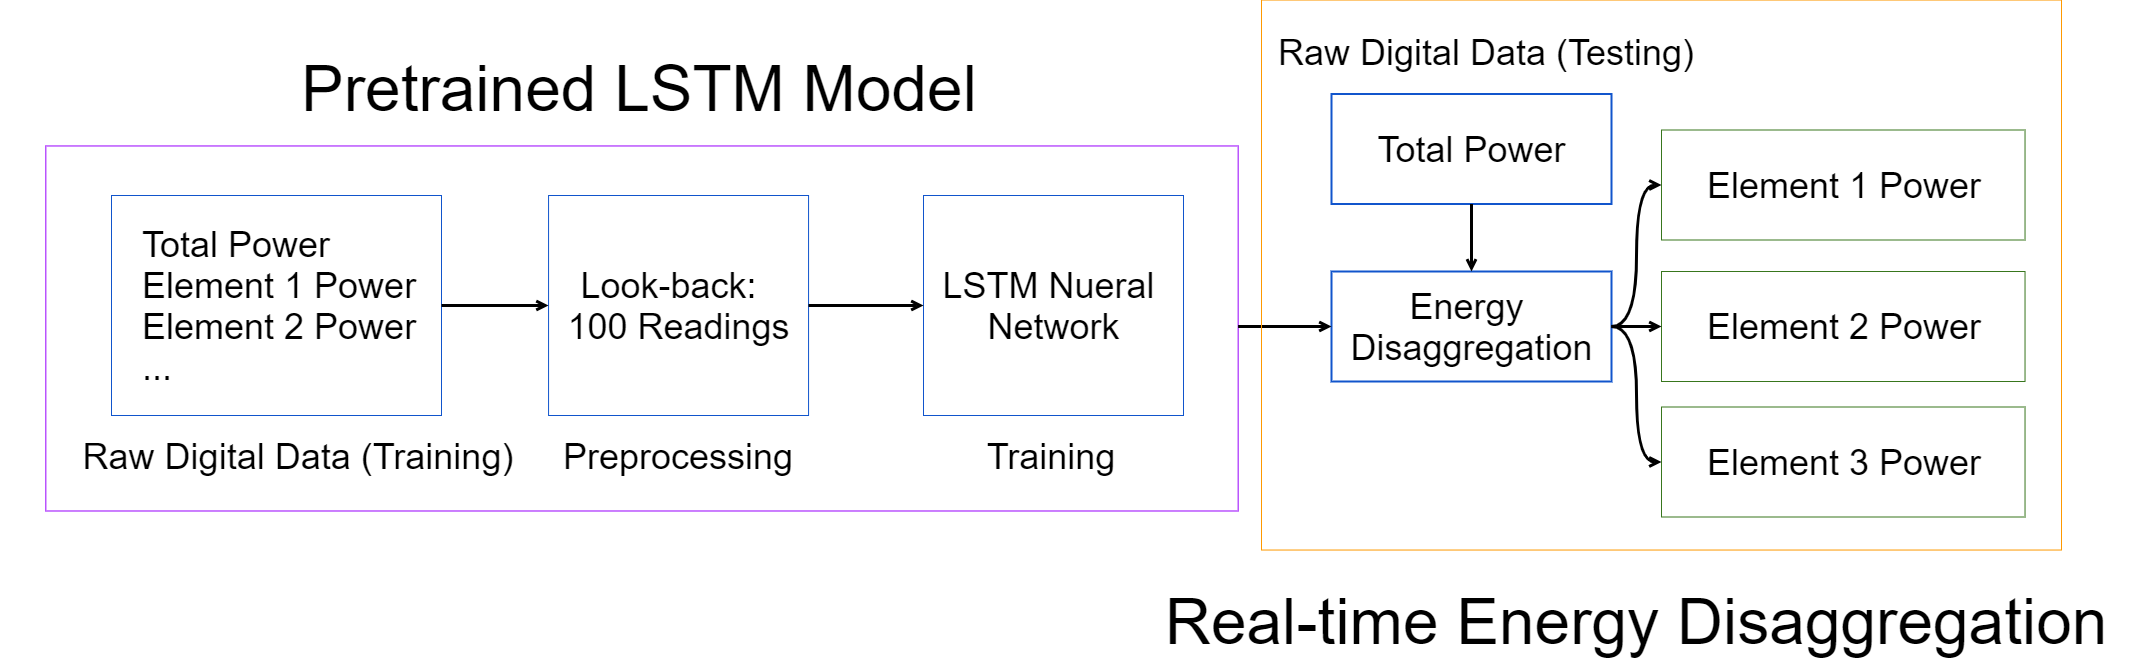 Pretrained LSTM Model
Total Power
Element 1 Power
Element 2 Power
...
Raw Digital Data (Training)
Look-back:
100 Readings
Preprocessing
LSTM Nueral
Network
Training
Raw Digital Data (Testing)
Total Power
Energy
Disaggregation
Element 1 Power
Element 2 Power
Element 3 Power
Real-time Energy Disaggregation